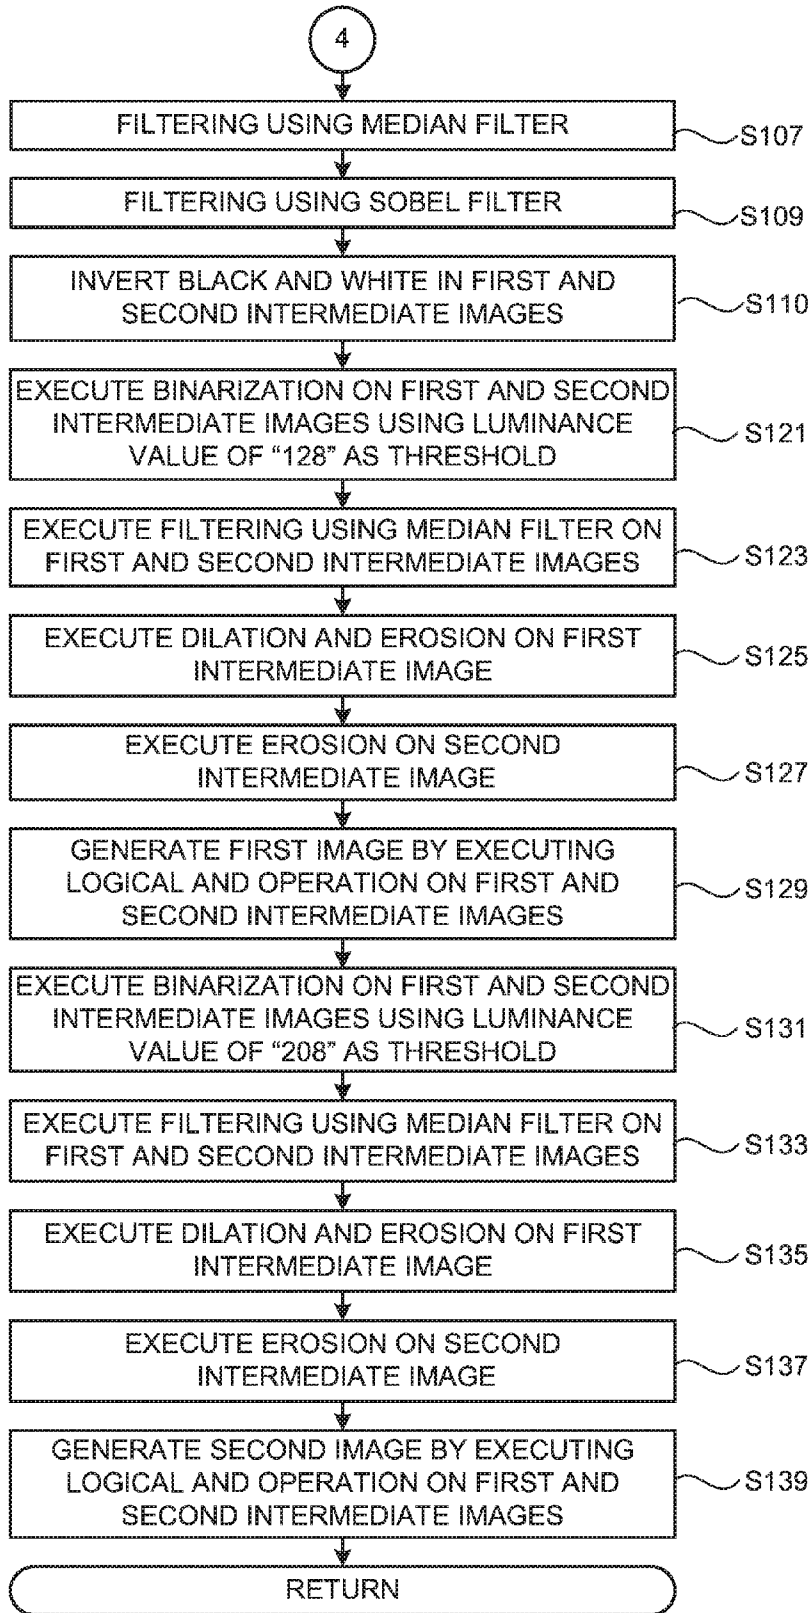 4
FILTERING USING MEDIAN FILTER
S107
FILTERING USING SOBEL FILTER
S109
INVERT BLACK AND WHITE IN FIRST AND
SECOND INTERMEDIATE IMAGES
S110
EXECUTE BINARIZATION ON FIRST AND SECOND
INTERMEDIATE IMAGES USING LUMINANCE
VALUE OF “128” AS THRESHOLD
S121
EXECUTE FILTERING USING MEDIAN FILTER ON
FIRST AND SECOND INTERMEDIATE IMAGES
S123
EXECUTE DILATION AND EROSION ON FIRST
INTERMEDIATE IMAGE
S125
EXECUTE EROSION ON SECOND
INTERMEDIATE IMAGE
S127
GENERATE FIRST IMAGE BY EXECUTING
LOGICAL AND OPERATION ON FIRST AND
SECOND INTERMEDIATE IMAGES
S129
EXECUTE BINARIZATION ON FIRST AND SECOND
INTERMEDIATE IMAGES USING LUMINANCE
VALUE OF “208” AS THRESHOLD
S131
EXECUTE FILTERING USING MEDIAN FILTER ON
FIRST AND SECOND INTERMEDIATE IMAGES
S133
EXECUTE DILATION AND EROSION ON FIRST
INTERMEDIATE IMAGE
S135
EXECUTE EROSION ON SECOND
INTERMEDIATE IMAGE
S137
GENERATE SECOND IMAGE BY EXECUTING
LOGICAL AND OPERATION ON FIRST AND
SECOND INTERMEDIATE IMAGES
S139
RETURN